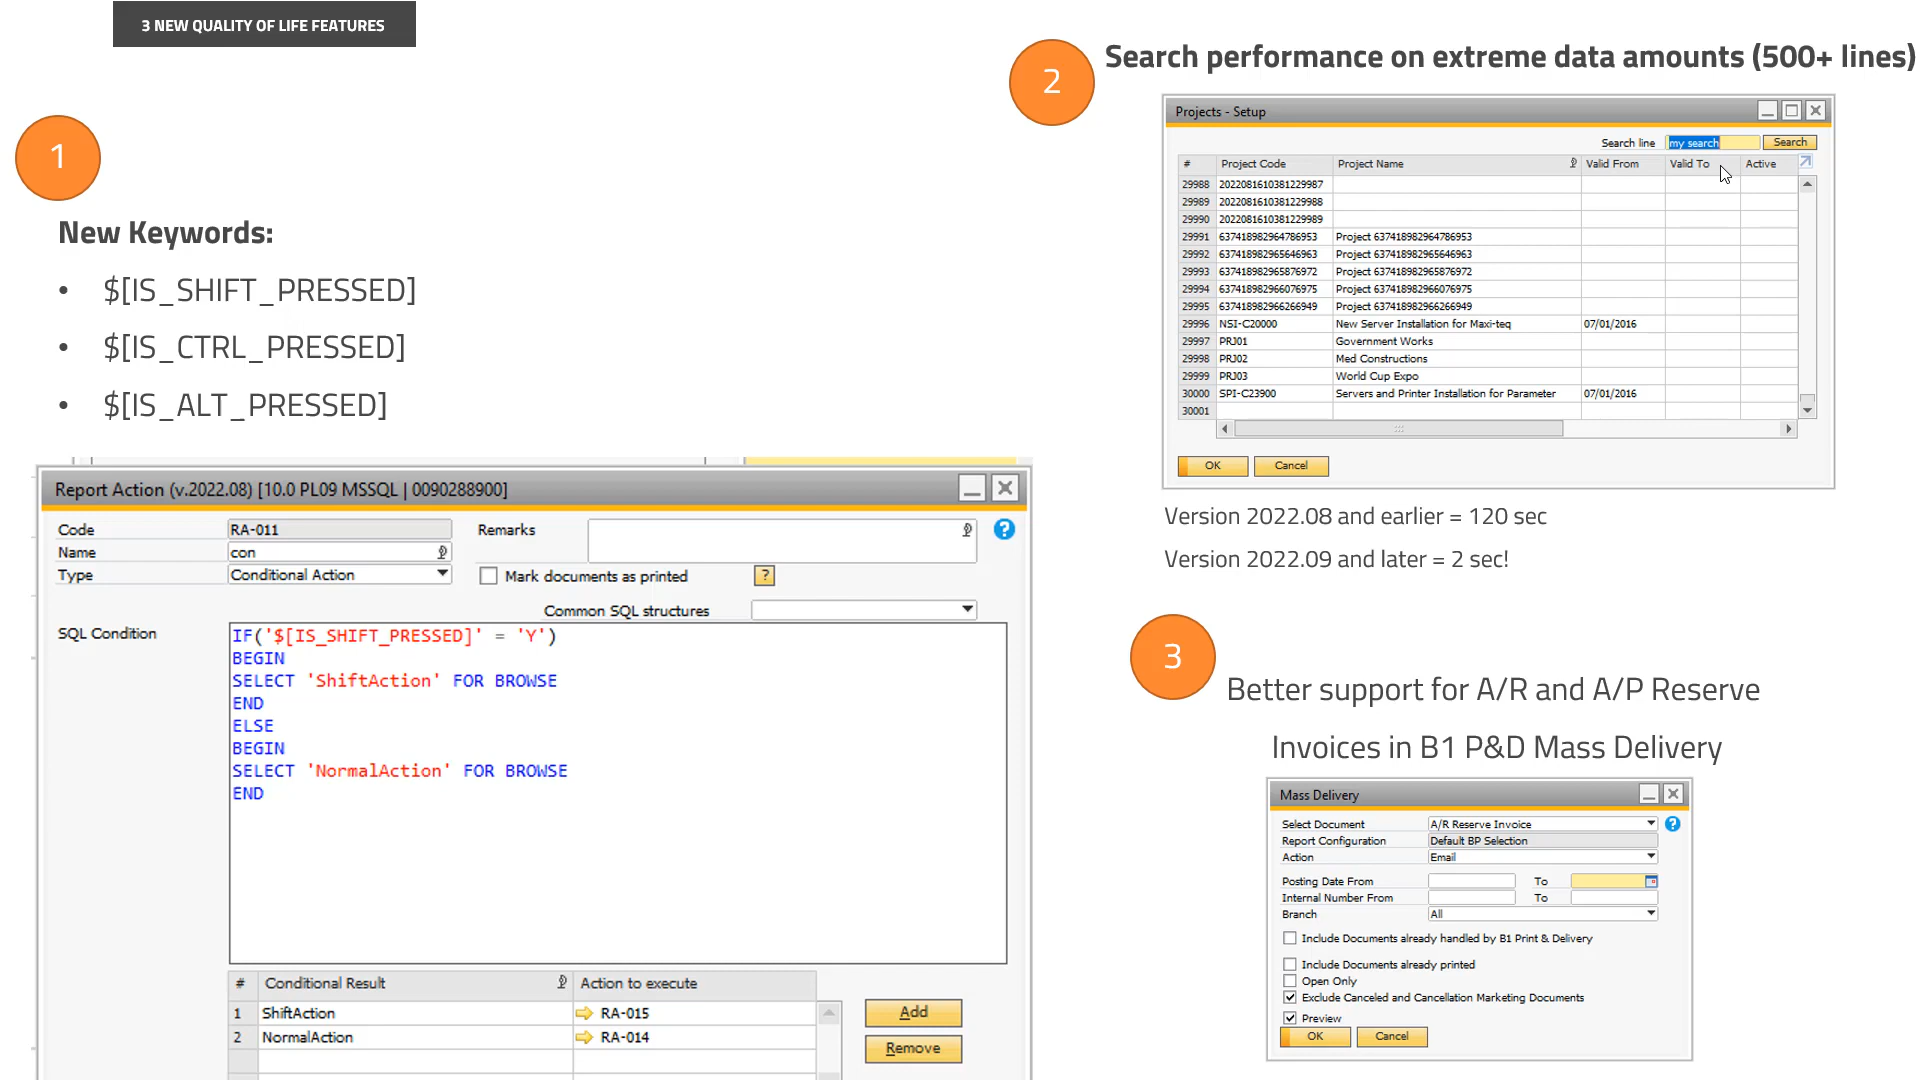 3 NEW QUALITY OF LIFE FEATURES
1
New Keywords:
• $[IS_SHIFT_PRESSED]
• $[IS_CTRL_PRESSED]
• $[IS_ALT_PRESSED]
Report Action (v.2022.08) [10.0 PL09 MSSQL | 0090288900]
Code RA-011 Remarks
Name con
Type Conditional Action Mark documents as printed ?
Common SQL structures
SQL Condition
IF('$[IS_SHIFT_PRESSED]' = 'Y')
BEGIN
SELECT 'ShiftAction' FOR BROWSE
END
ELSE
BEGIN
SELECT 'NormalAction' FOR BROWSE
END
# Conditional Result Action to execute
1 ShiftAction RA-015 Add
2 NormalAction RA-014 Remove
2
Search performance on extreme data amounts (500+ lines)
Projects - Setup
Search line my search Search
# Project Code Project Name Valid From Valid To Active
29988 2022081610381229987
29989 2022081610381229988
29990 2022081610381229989
29991 637418982964786953 Project 637418982964786953
29992 637418982965646963 Project 637418982965646963
29993 637418982965876972 Project 637418982965876972
29994 637418982966076975 Project 637418982966076975
29995 637418982966266949 Project 637418982966266949
29996 NSI-C20000 New Server Installation for Maxi-teq 07/01/2016
29997 PRJ01 Government Works
29998 PRJ02 Med Constructions
29999 PRJ03 World Cup Expo
30000 SPI-C23900 Servers and Printer Installation for Parameter 07/01/2016
30001
OK Cancel
Version 2022.08 and earlier = 120 sec
Version 2022.09 and later = 2 sec!
3
Better support for A/R and A/P Reserve
Invoices in B1 P&D Mass Delivery
Mass Delivery
Select Document A/R Reserve Invoice ?
Report Configuration Default BP Selection
Action Email
Posting Date From To
Internal Number From To
Branch All
Include Documents already handled by B1 Print & Delivery
Include Documents already printed
Open Only
Exclude Canceled and Cancellation Marketing Documents
Preview
OK Cancel